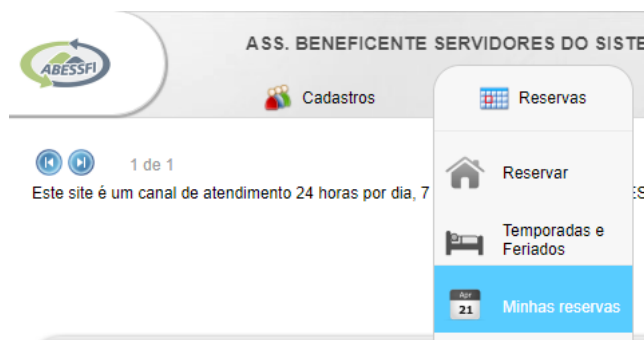 ABESSFI
ASS. BENEFICENTE SERVIDORES DO SISTE
Cadastros
Reservas
1 de 1
Este site é um canal de atendimento 24 horas por dia, 7
ES
Reservar
Temporadas e
Feriados
Apr
21
Minhas reservas